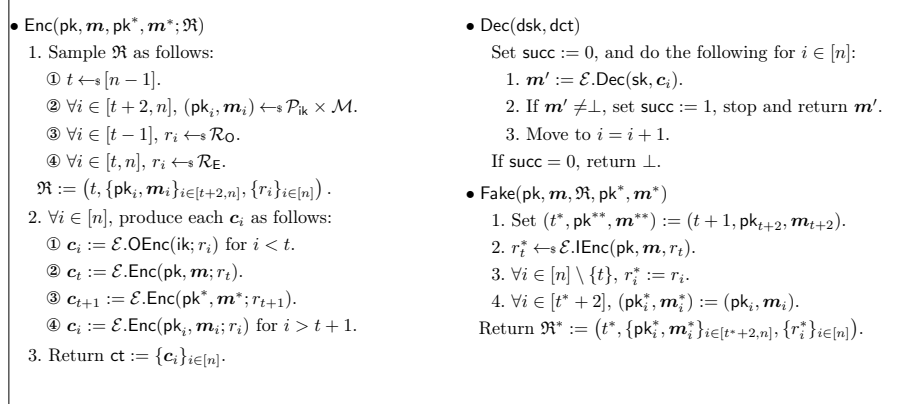 • Enc(pk, m, pk*, m*; ℜ)
1. Sample ℜ as follows:
① t ←$ [n − 1].
② ∀i ∈ [t + 2, n], (pk_i, m_i) ←$ P_ik × M.
③ ∀i ∈ [t − 1], r_i ←$ R_O.
④ ∀i ∈ [t, n], r_i ←$ R_E.
ℜ := (t, {pk_i, m_i}_{i∈[t+2,n]}, {r_i}_{i∈[n]}).
2. ∀i ∈ [n], produce each c_i as follows:
① c_i := E.OEnc(ik; r_i) for i < t.
② c_t := E.Enc(pk, m; r_t).
③ c_{t+1} := E.Enc(pk*, m*; r_{t+1}).
④ c_i := E.Enc(pk_i, m_i; r_i) for i > t + 1.
3. Return ct := {c_i}_{i∈[n]}.
• Dec(dsk, dct)
Set succ := 0, and do the following for i ∈ [n]:
1. m′ := E.Dec(sk, c_i).
2. If m′ ≠⊥, set succ := 1, stop and return m′.
3. Move to i = i + 1.
If succ = 0, return ⊥.
• Fake(pk, m, ℜ, pk*, m*)
1. Set (t*, pk**, m**) := (t + 1, pk_{t+2}, m_{t+2}).
2. r*_t ←$ E.IEnc(pk, m, r_t).
3. ∀i ∈ [n] \ {t}, r*_i := r_i.
4. ∀i ∈ [t* + 2], (pk*_i, m*_i) := (pk_i, m_i).
Return ℜ* := (t*, {pk*_i, m*_i}_{i∈[t*+2,n]}, {r*_i}_{i∈[n]}).